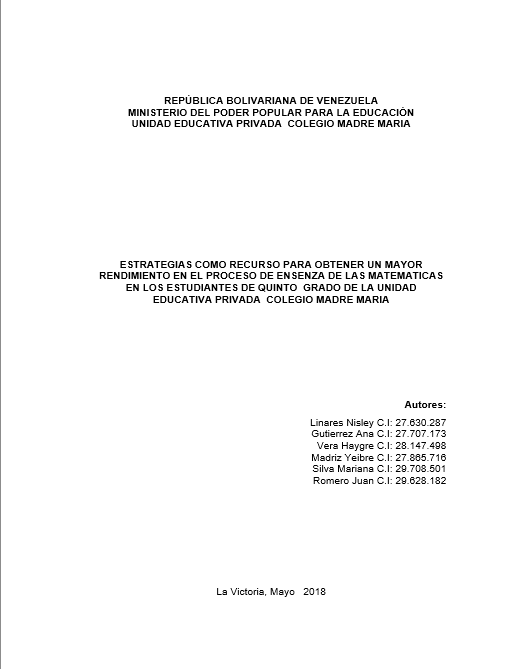 REPÚBLICA BOLIVARIANA DE VENEZUELA
MINISTERIO DEL PODER POPULAR PARA LA EDUCACIÓN
UNIDAD EDUCATIVA PRIVADA COLEGIO MADRE MARIA
ESTRATEGIAS COMO RECURSO PARA OBTENER UN MAYOR
RENDIMIENTO EN EL PROCESO DE ENSENZA DE LAS MATEMATICAS
EN LOS ESTUDIANTES DE QUINTO GRADO DE LA UNIDAD
EDUCATIVA PRIVADA COLEGIO MADRE MARIA
Autores:
Linares Nisley C.I: 27.630.287
Gutierrez Ana C.I: 27.707.173
Vera Haygre C.I: 28.147.498
Madriz Yeibre C.I: 27.865.716
Silva Mariana C.I: 29.708.501
Romero Juan C.I: 29.628.182
La Victoria, Mayo 2018